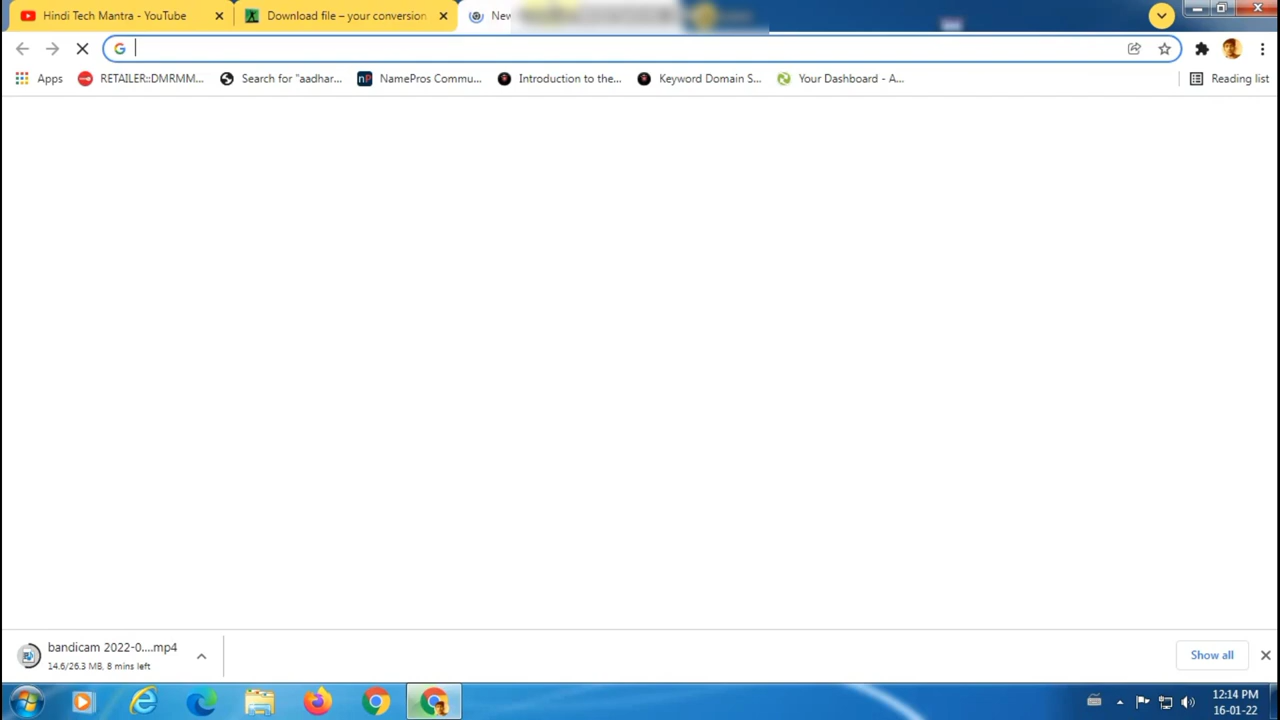 Hindi Tech Mantra - YouTube
Download file – your conversion
New
Apps
RETAILER::DMRMM...
Search for "aadhar...
NamePros Commu...
Introduction to the...
Keyword Domain S...
Your Dashboard - A...
Reading list
bandicam 2022-0....mp4
14.6/26.3 MB, 8 mins left
Show all
12:14 PM
16-01-22